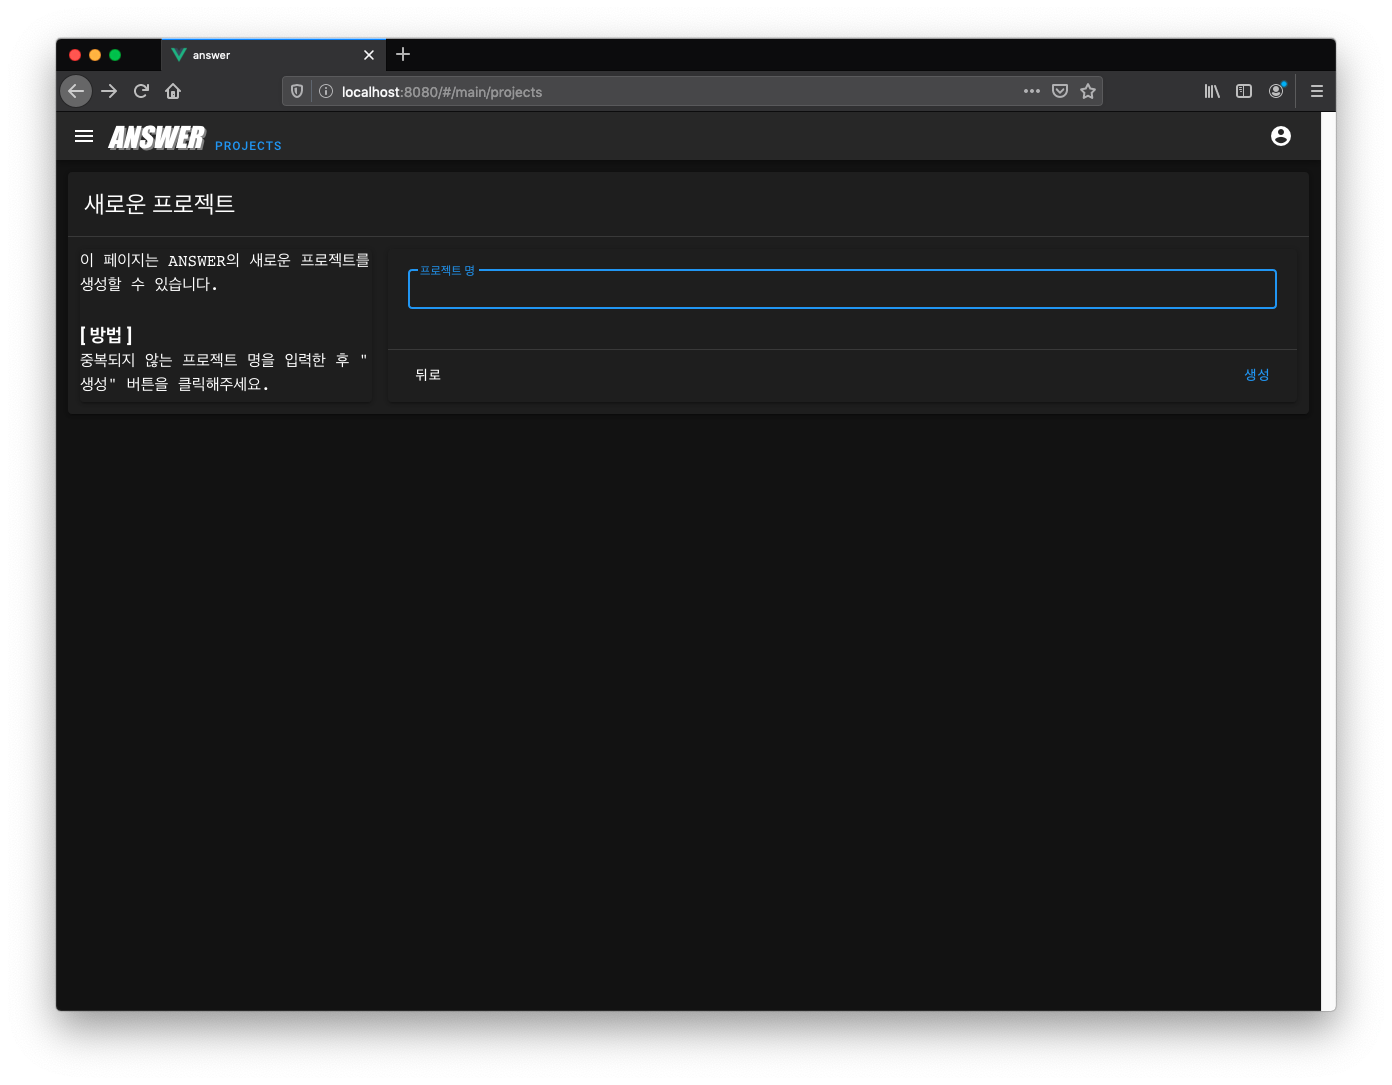 answer
localhost:8080/#/main/projects
ANSWER PROJECTS
새로운 프로젝트
이 페이지는 ANSWER의 새로운 프로젝트를
생성할 수 있습니다.
[ 방법 ]
중복되지 않는 프로젝트 명을 입력한 후 "
생성" 버튼을 클릭해주세요.
프로젝트 명
뒤로
생성